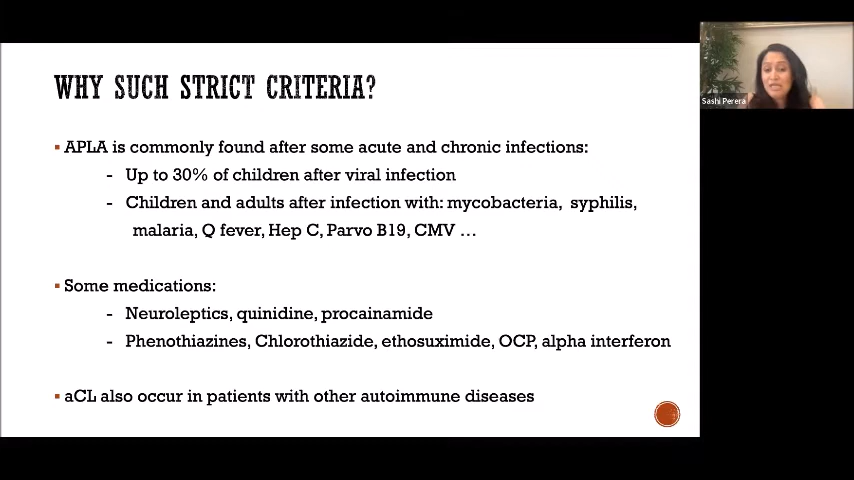 WHY SUCH STRICT CRITERIA?
Sashi Perera
▪ APLA is commonly found after some acute and chronic infections:
- Up to 30% of children after viral infection
- Children and adults after infection with: mycobacteria, syphilis,
malaria, Q fever, Hep C, Parvo B19, CMV ...
▪ Some medications:
- Neuroleptics, quinidine, procainamide
- Phenothiazines, Chlorothiazide, ethosuximide, OCP, alpha interferon
▪ aCL also occur in patients with other autoimmune diseases